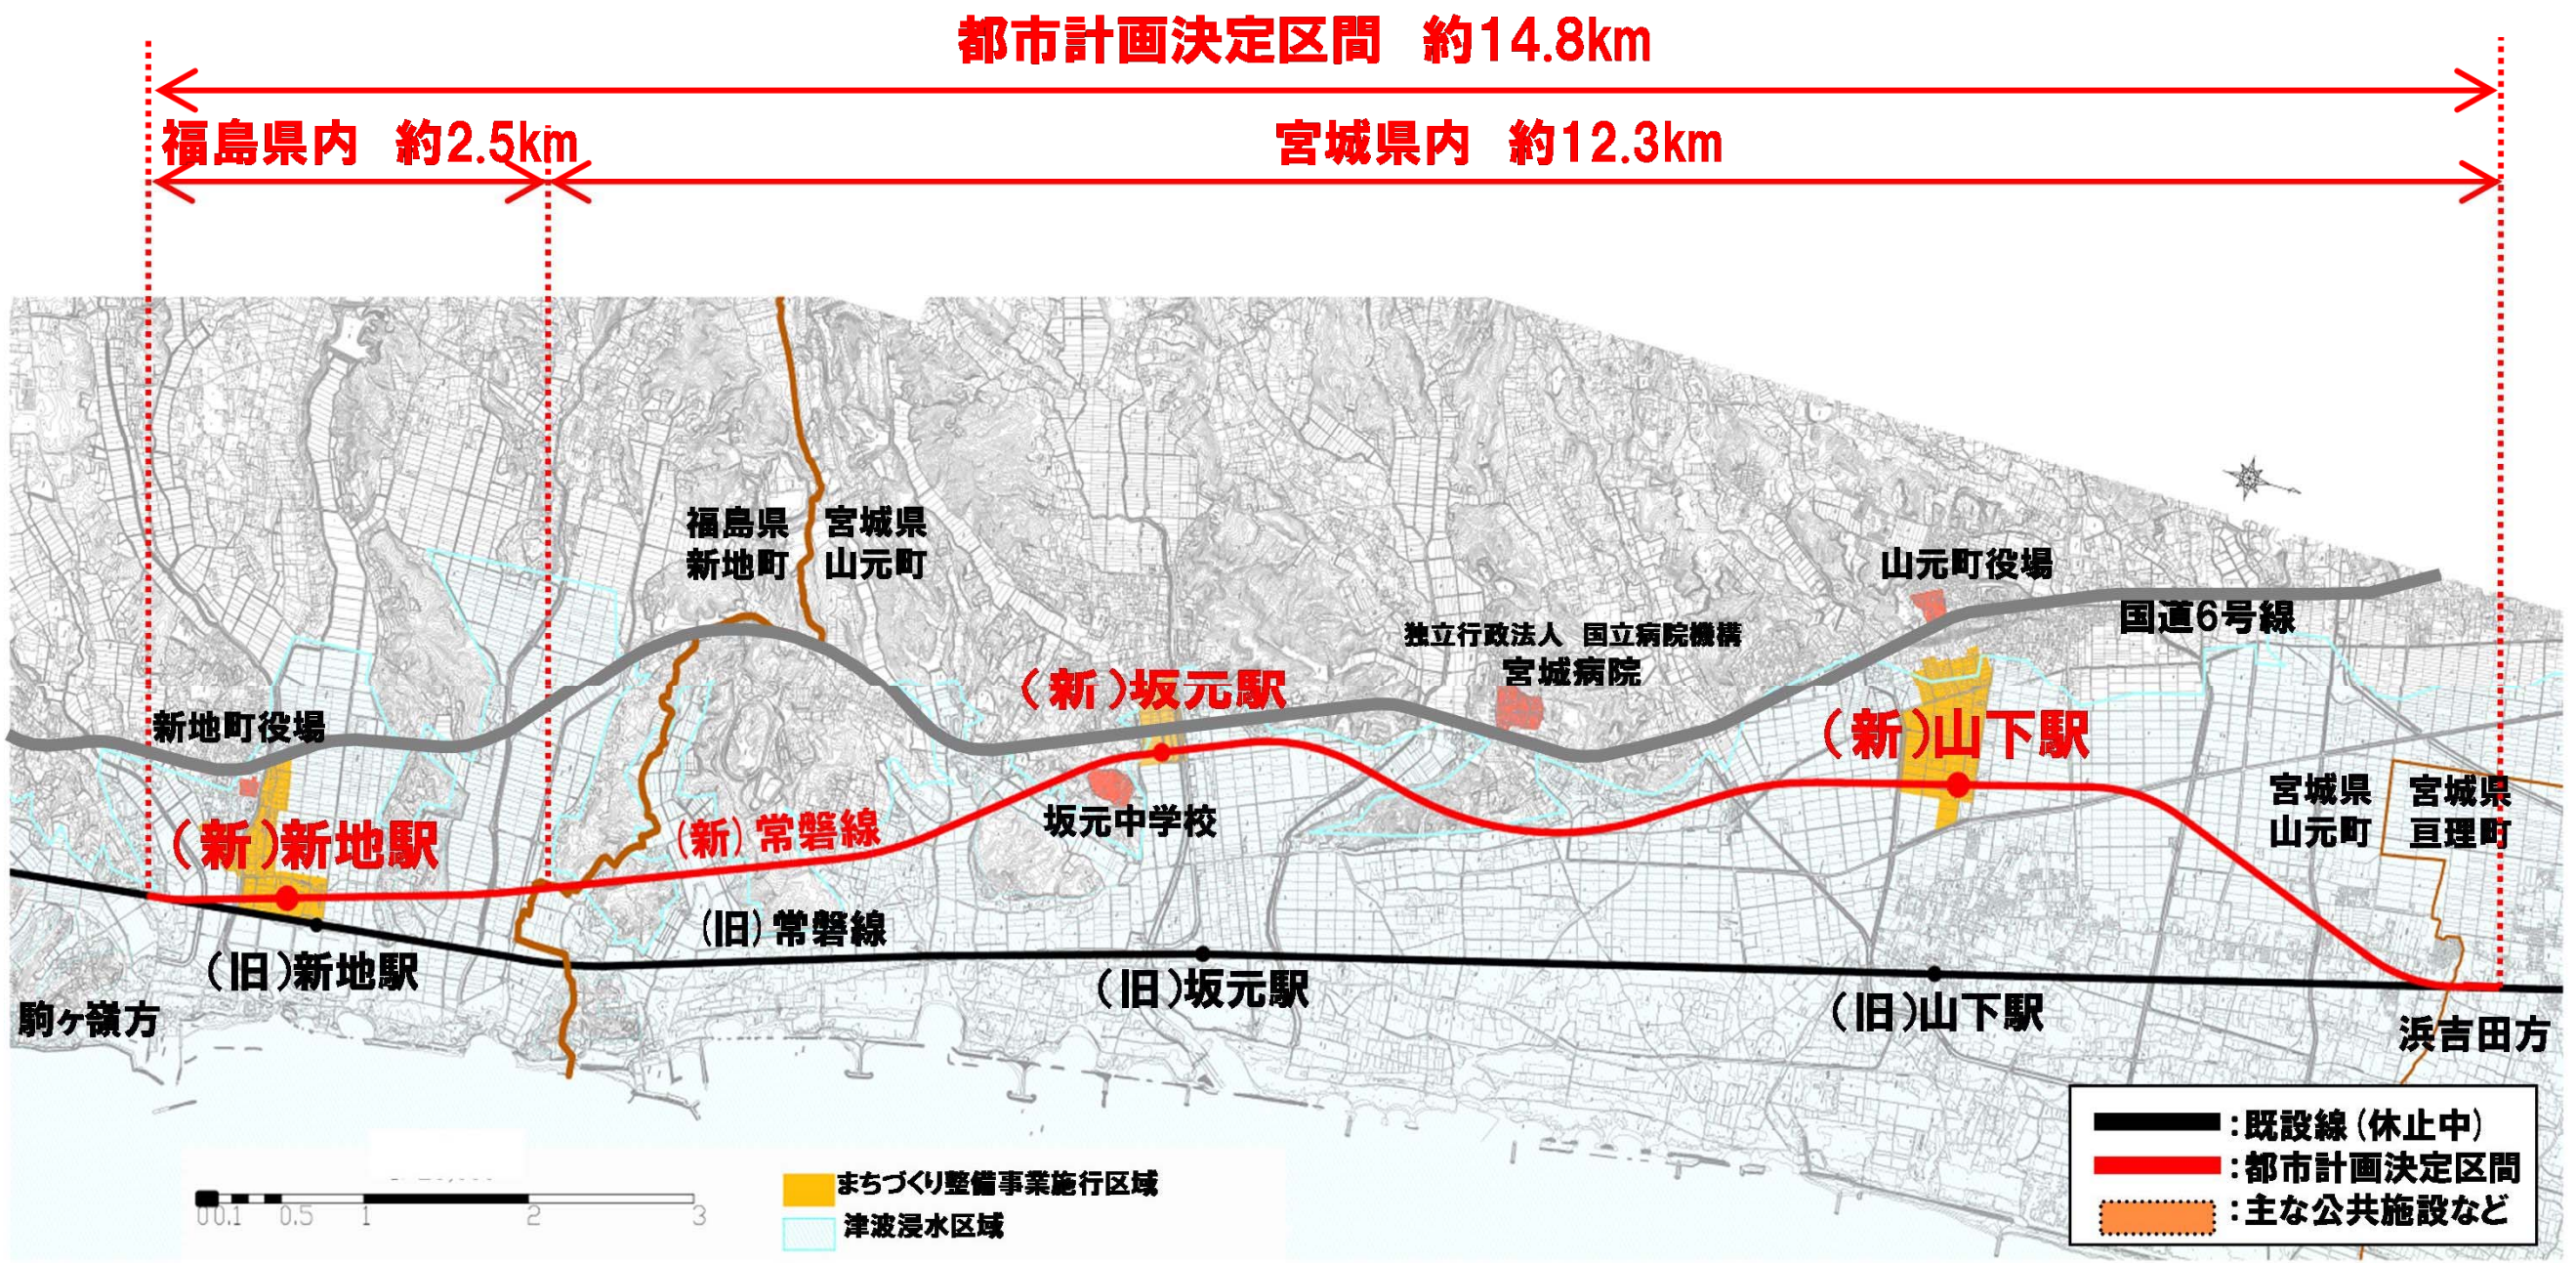 都市計画決定区間　約14.8km
福島県内　約2.5km
宮城県内　約12.3km
福島県
新地町
宮城県
山元町
山元町役場
国道6号線
独立行政法人　国立病院機構
宮城病院
(新)坂元駅
新地町役場
(新)山下駅
宮城県
山元町
宮城県
亘理町
坂元中学校
(新)新地駅
(新)常磐線
(旧)常磐線
(旧)新地駅
(旧)坂元駅
(旧)山下駅
駒ヶ嶺方
浜吉田方
0 0.1 0.5 1 2 3
まちづくり整備事業施行区域
津波浸水区域
:既設線(休止中)
:都市計画決定区間
:主な公共施設など